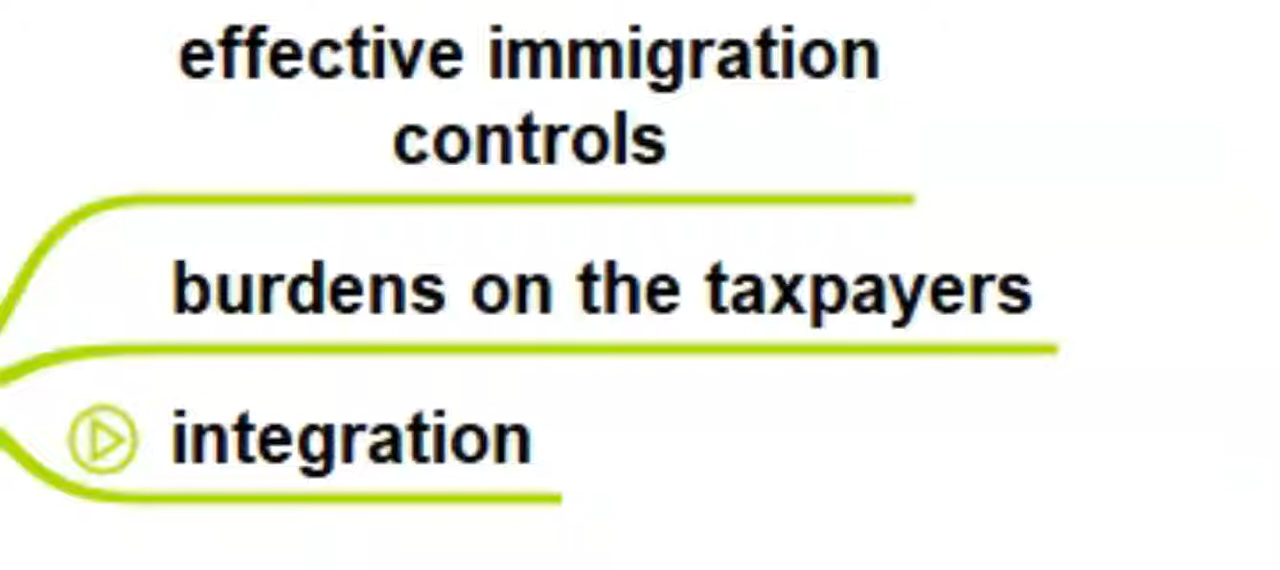 effective immigration
controls
burdens on the taxpayers
integration